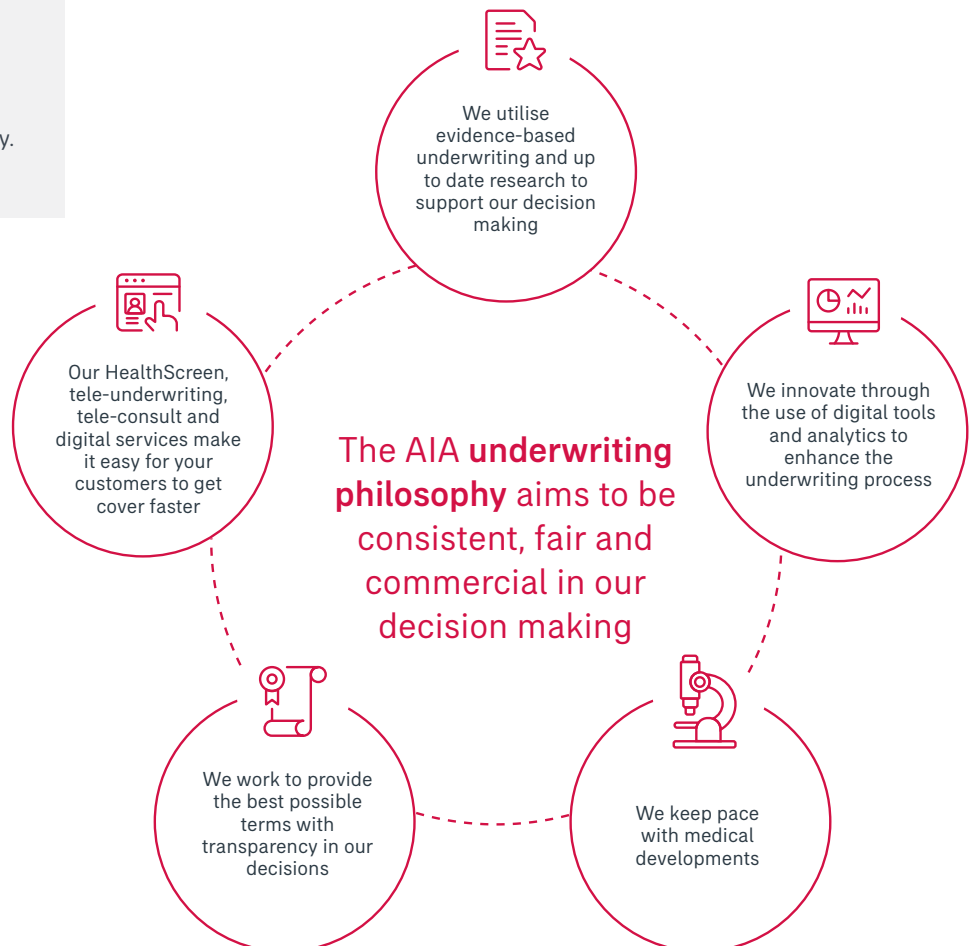 y.
We utilise
evidence-based
underwriting and up
to date research to
support our decision
making
Our HealthScreen,
tele-underwriting,
tele-consult and
digital services make
it easy for your
customers to get
cover faster
We innovate through
the use of digital tools
and analytics to
enhance the
underwriting process
The AIA underwriting
philosophy aims to be
consistent, fair and
commercial in our
decision making
We work to provide
the best possible
terms with
transparency in our
decisions
We keep pace
with medical
developments